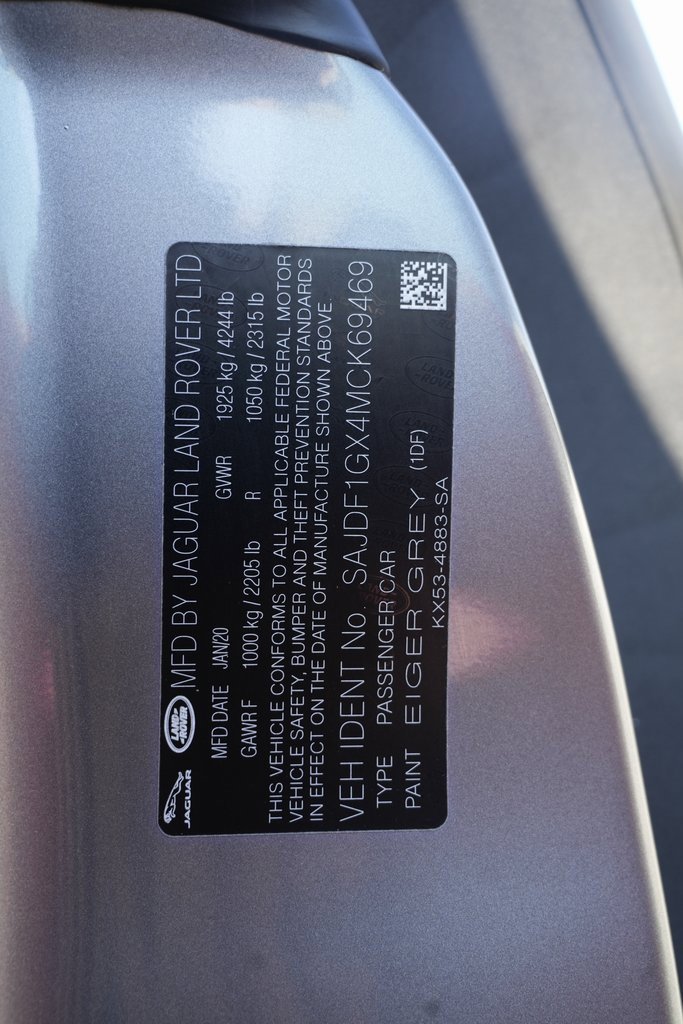 JAGUAR LAND ROVER MFD BY JAGUAR LAND ROVER LTD
MFD DATE JAN/20 GVWR 1925 kg / 4244 lb
GAWR F 1000 kg / 2205 lb R 1050 kg / 2315 lb
THIS VEHICLE CONFORMS TO ALL APPLICABLE FEDERAL MOTOR
VEHICLE SAFETY, BUMPER AND THEFT PREVENTION STANDARDS
IN EFFECT ON THE DATE OF MANUFACTURE SHOWN ABOVE.
VEH IDENT No. SAJDF1GX4MCK69469
TYPE PASSENGER CAR
PAINT EIGER GREY (1DF)
KX53-4883-SA